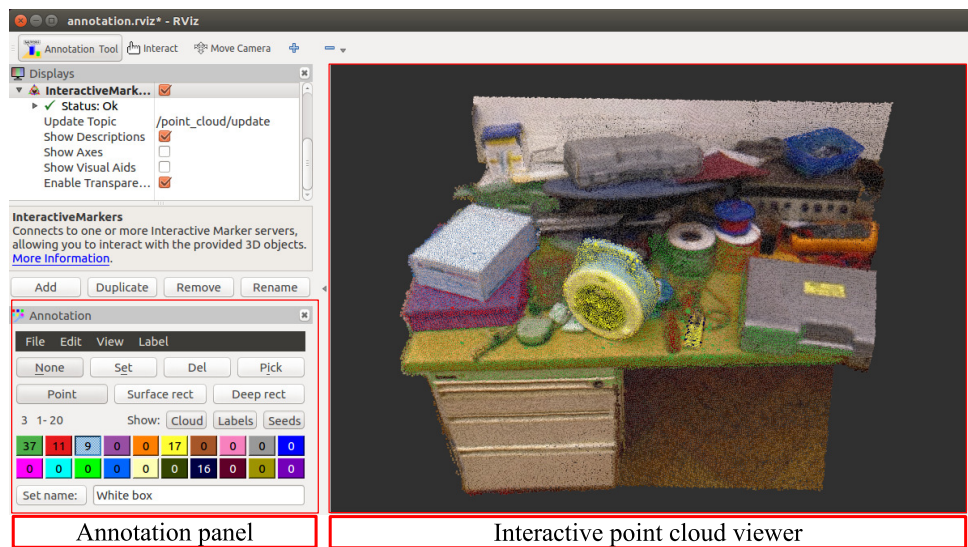 annotation.rviz* - RViz
Annotation Tool Interact Move Camera
Displays
InteractiveMark...
Status: Ok
Update Topic /point_cloud/update
Show Descriptions
Show Axes
Show Visual Aids
Enable Transpare...
InteractiveMarkers
Connects to one or more Interactive Marker servers,
allowing you to interact with the provided 3D objects.
More Information.
Add Duplicate Remove Rename
Annotation
File Edit View Label
None Set Del Pick
Point Surface rect Deep rect
3 1-20 Show: Cloud Labels Seeds
37 11 9 0 0 17 0 0 0 0
0 0 0 0 0 0 16 0 0 0
Set name: White box
Annotation panel
Interactive point cloud viewer